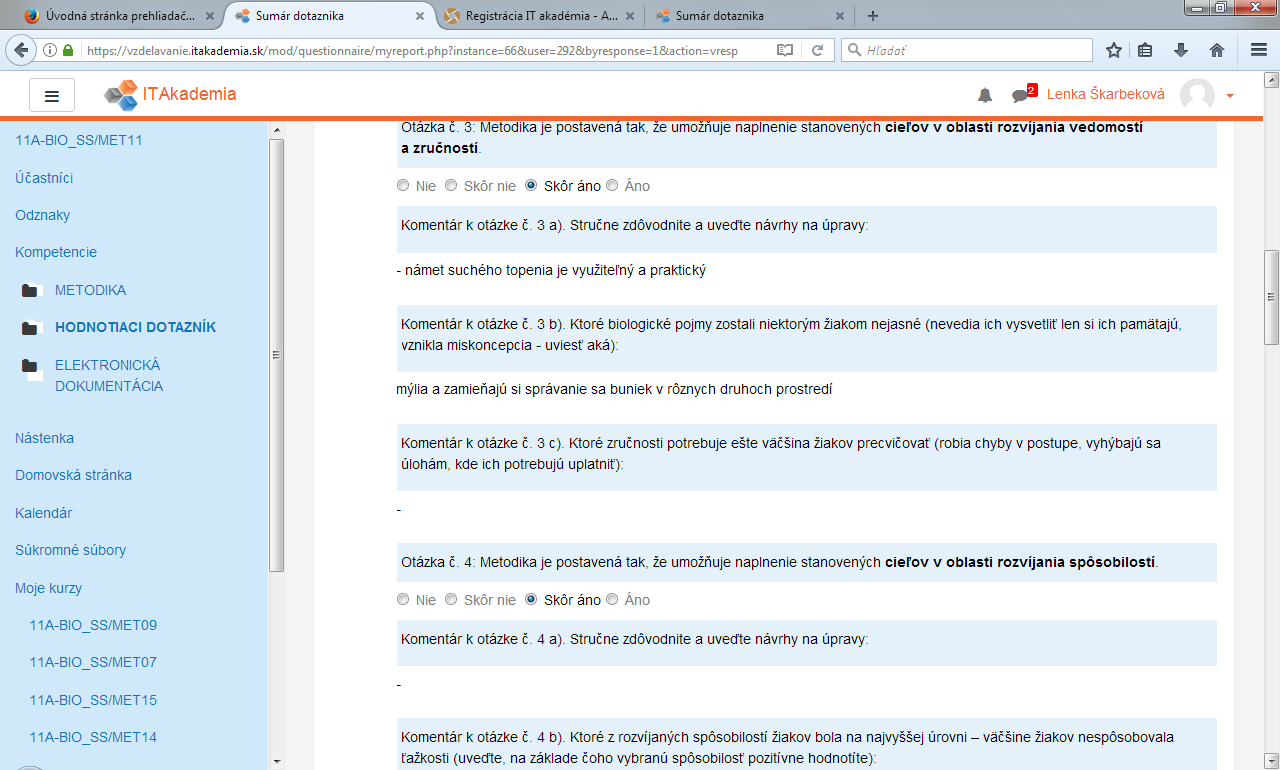 Úvodná stránka prehliadač...
Sumár dotaznika
Registrácia IT akadémia - A...
Sumár dotaznika
https://vzdelavanie.itakademia.sk/mod/questionnaire/myreport.php?instance=66&user=292&byresponse=1&action=vresp
Hľadať
ITAkademia
2
Lenka Škarbeková
11A-BIO_SS/MET11
Účastníci
Odznaky
Kompetencie
METODIKA
HODNOTIACI DOTAZNÍK
ELEKTRONICKÁ
DOKUMENTÁCIA
Nástenka
Domovská stránka
Kalendár
Súkromné súbory
Moje kurzy
11A-BIO_SS/MET09
11A-BIO_SS/MET07
11A-BIO_SS/MET15
11A-BIO_SS/MET14
Otázka č. 3: Metodika je postavená tak, že umožňuje naplnenie stanovených cieľov v oblasti rozvíjania vedomostí
a zručností.
Nie Skôr nie Skôr áno Áno
Komentár k otázke č. 3 a). Stručne zdôvodnite a uveďte návrhy na úpravy:
- námet suchého topenia je využiteľný a praktický
Komentár k otázke č. 3 b). Ktoré biologické pojmy zostali niektorým žiakom nejasné (nevedia ich vysvetliť len si ich pamätajú,
vznikla miskoncepcia - uviesť aká):
mýlia a zamieňajú si správanie sa buniek v rôznych druhoch prostredí
Komentár k otázke č. 3 c). Ktoré zručnosti potrebuje ešte väčšina žiakov precvičovať (robia chyby v postupe, vyhýbajú sa
úlohám, kde ich potrebujú uplatniť):
-
Otázka č. 4: Metodika je postavená tak, že umožňuje naplnenie stanovených cieľov v oblasti rozvíjania spôsobilostí.
Nie Skôr nie Skôr áno Áno
Komentár k otázke č. 4 a). Stručne zdôvodnite a uveďte návrhy na úpravy:
-
Komentár k otázke č. 4 b). Ktoré z rozvíjaných spôsobilostí žiakov bola na najvyššej úrovni – väčšine žiakov nespôsobovala
ťažkosti (uveďte, na základe čoho vybranú spôsobilosť pozitívne hodnotíte):